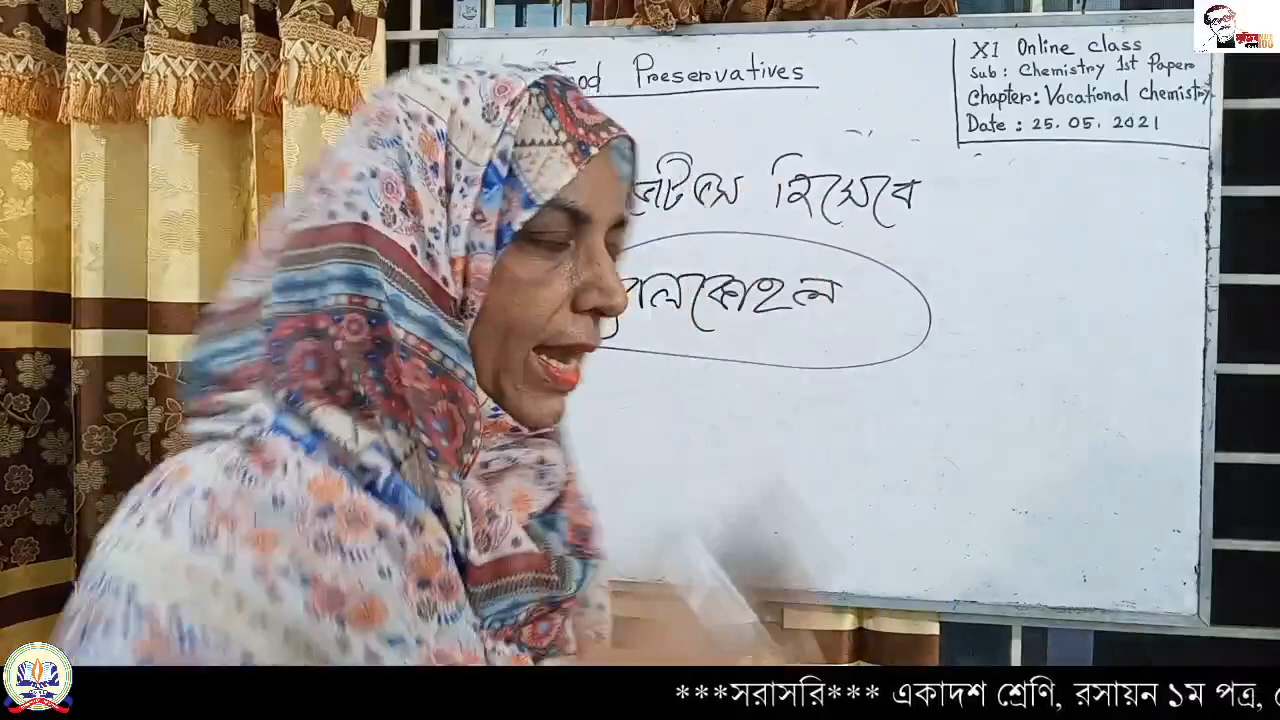 Food Preservatives
XI Online class
Sub: Chemistry 1st Paper
Chapter: Vocational Chemistry
Date: 25.05.2021
হিসেবে
***সরাসরি*** একাদশ শ্রেণি, রসায়ন ১ম পত্র,